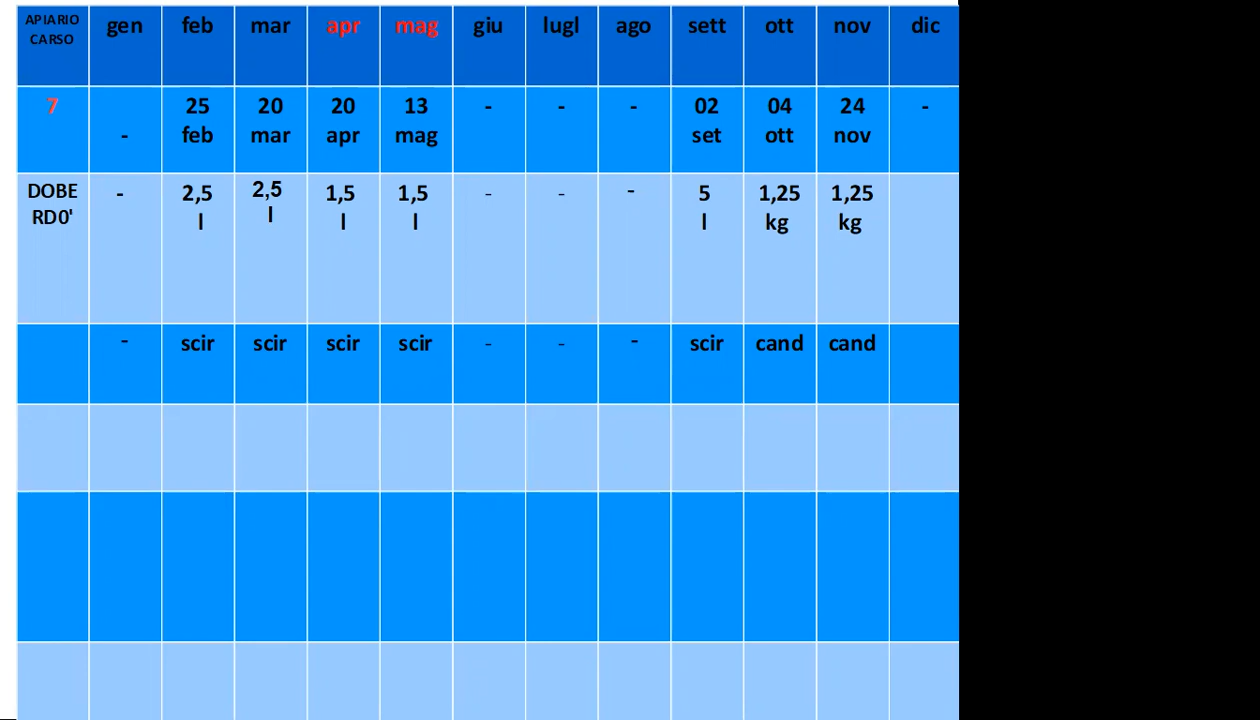 APIARIO CARSO gen feb mar apr mag giu lugl ago sett ott nov dic
7 - 25 feb 20 mar 20 apr 13 mag - - - 02 set 04 ott 24 nov -
DOBE RD0' - 2,5 l 2,5 l 1,5 l 1,5 l - - - 5 l 1,25 kg 1,25 kg
- scir scir scir scir - - - scir cand cand